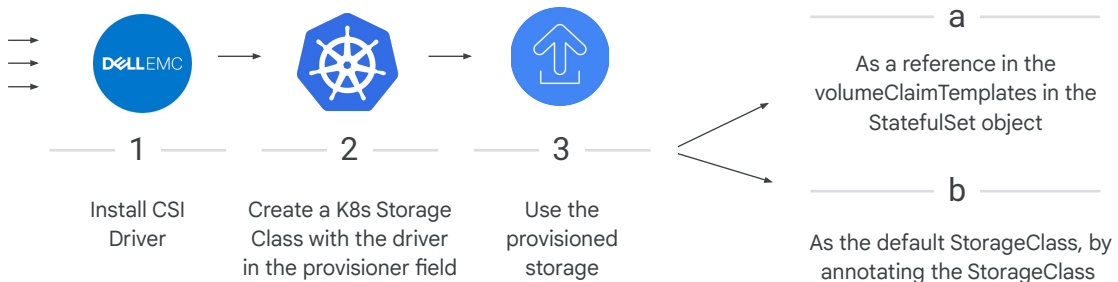 DELLEMC
1
Install CSI
Driver
2
Create a K8s Storage
Class with the driver
in the provisioner field
3
Use the
provisioned
storage
a
As a reference in the
volumeClaimTemplates in the
StatefulSet object
b
As the default StorageClass, by
annotating the StorageClass